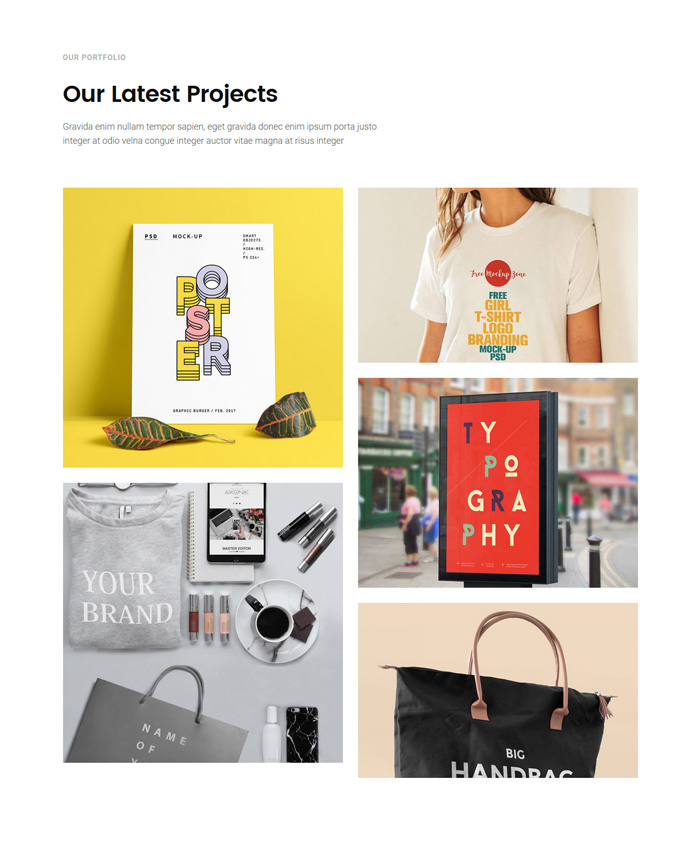 OUR PORTFOLIO
Our Latest Projects
Gravida enim nullam tempor sapien, eget gravida donec enim ipsum porta justo
integer at odio velna congue integer auctor vitae magna at risus integer
PSD
MOCK-UP
SMART
OBJECTS
/
HIGH-RES.
/
PS CS6+
POSTER
GRAPHIC BURGER / FEB. 2017
Free Mockup Zone
FREE
GIRL
T-SHIRT
LOGO
BRANDING
MOCK-UP
PSD
TY
PO
GRA
PHY
YOUR
BRAND
MASTER EDITOR
NAME
OF
BIG
HANDBAG